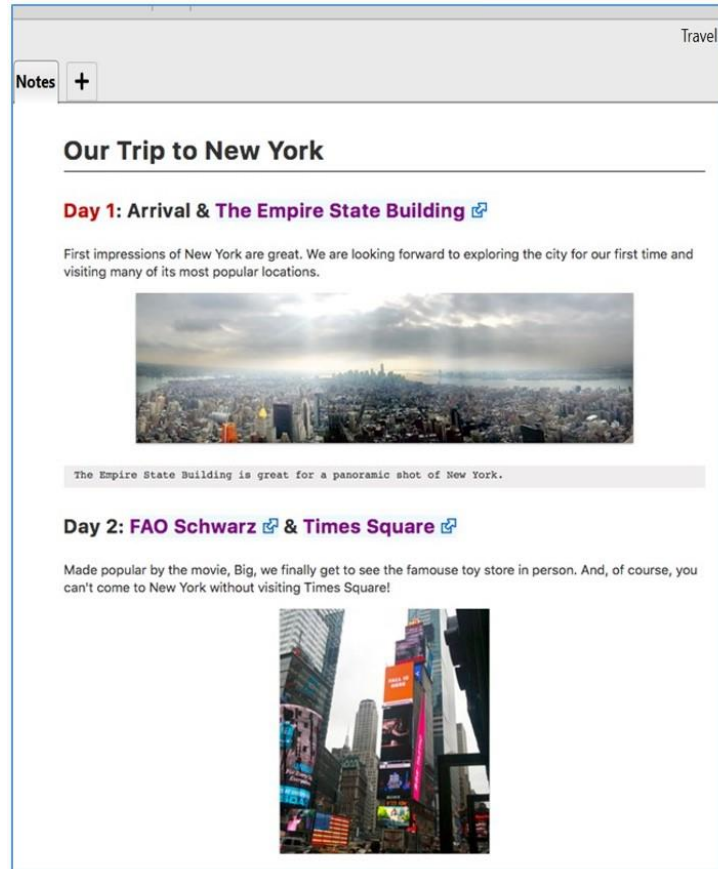 Travel
Notes +
Our Trip to New York
Day 1: Arrival & The Empire State Building
First impressions of New York are great. We are looking forward to exploring the city for our first time and
visiting many of its most popular locations.
The Empire State Building is great for a panoramic shot of New York.
Day 2: FAO Schwarz & Times Square
Made popular by the movie, Big, we finally get to see the famouse toy store in person. And, of course, you
can't come to New York without visiting Times Square!